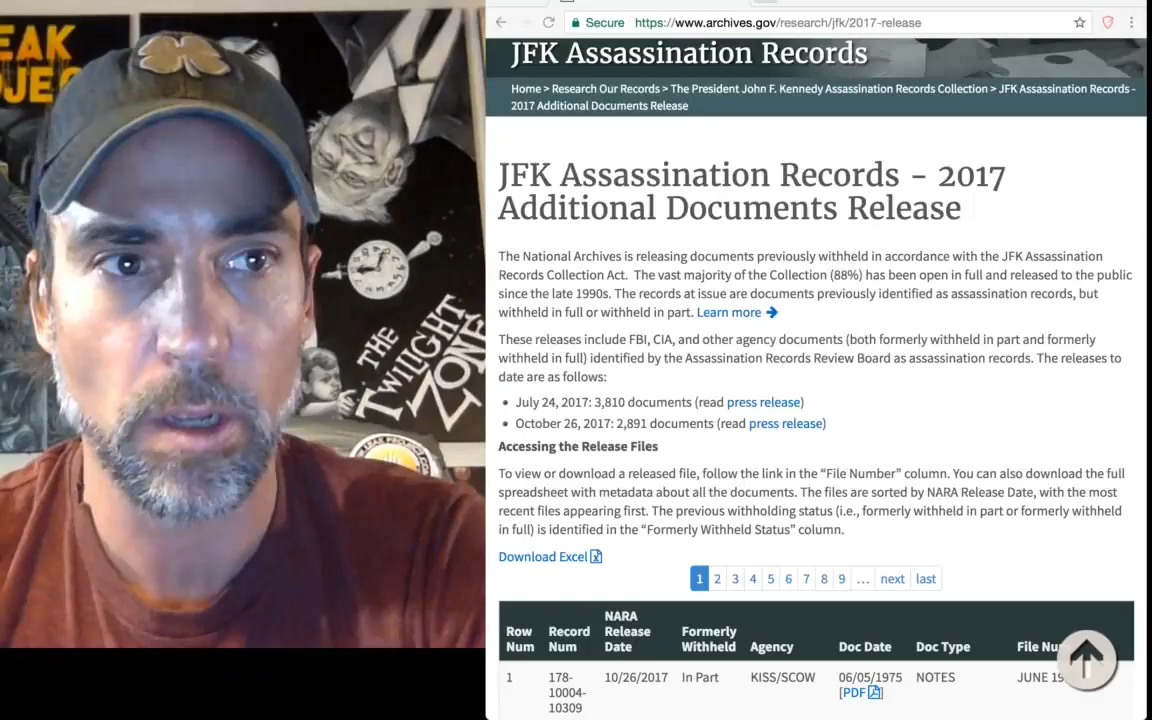 EAK
OJEC
THE
TWILIGHT
ZONE
Secure https://www.archives.gov/research/jfk/2017-release
JFK Assassination Records
Home > Research Our Records > The President John F. Kennedy Assassination Records Collection > JFK Assassination Records -
2017 Additional Documents Release
JFK Assassination Records - 2017
Additional Documents Release
The National Archives is releasing documents previously withheld in accordance with the JFK Assassination
Records Collection Act. The vast majority of the Collection (88%) has been open in full and released to the public
since the late 1990s. The records at issue are documents previously identified as assassination records, but
withheld in full or withheld in part. Learn more
These releases include FBI, CIA, and other agency documents (both formerly withheld in part and formerly
withheld in full) identified by the Assassination Records Review Board as assassination records. The releases to
date are as follows:
• July 24, 2017: 3,810 documents (read press release)
• October 26, 2017: 2,891 documents (read press release)
Accessing the Release Files
To view or download a released file, follow the link in the “File Number” column. You can also download the full
spreadsheet with metadata about all the documents. The files are sorted by NARA Release Date, with the most
recent files appearing first. The previous withholding status (i.e., formerly withheld in part or formerly withheld
in full) is identified in the “Formerly Withheld Status” column.
Download Excel
1 2 3 4 5 6 7 8 9 … next last
Row Num Record Num NARA Release Date Formerly Withheld Agency Doc Date Doc Type File Nu
1 178-10004-10309 10/26/2017 In Part KISS/SCOW 06/05/1975 [PDF] NOTES JUNE 19